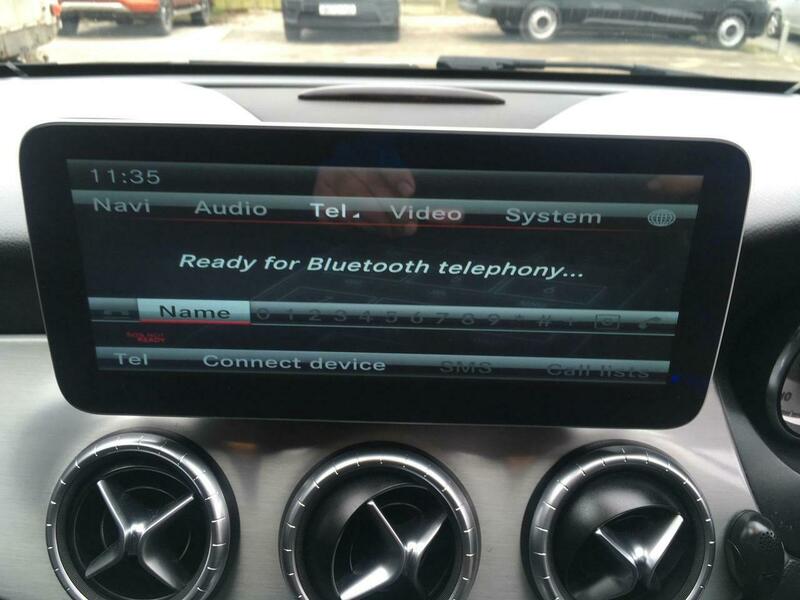 11:35
Navi Audio Tel Video System
Ready for Bluetooth telephony...
Name 0 1 2 3 4 5 6 7 8 9 * # +
READY
Tel Connect device SMS Call lists